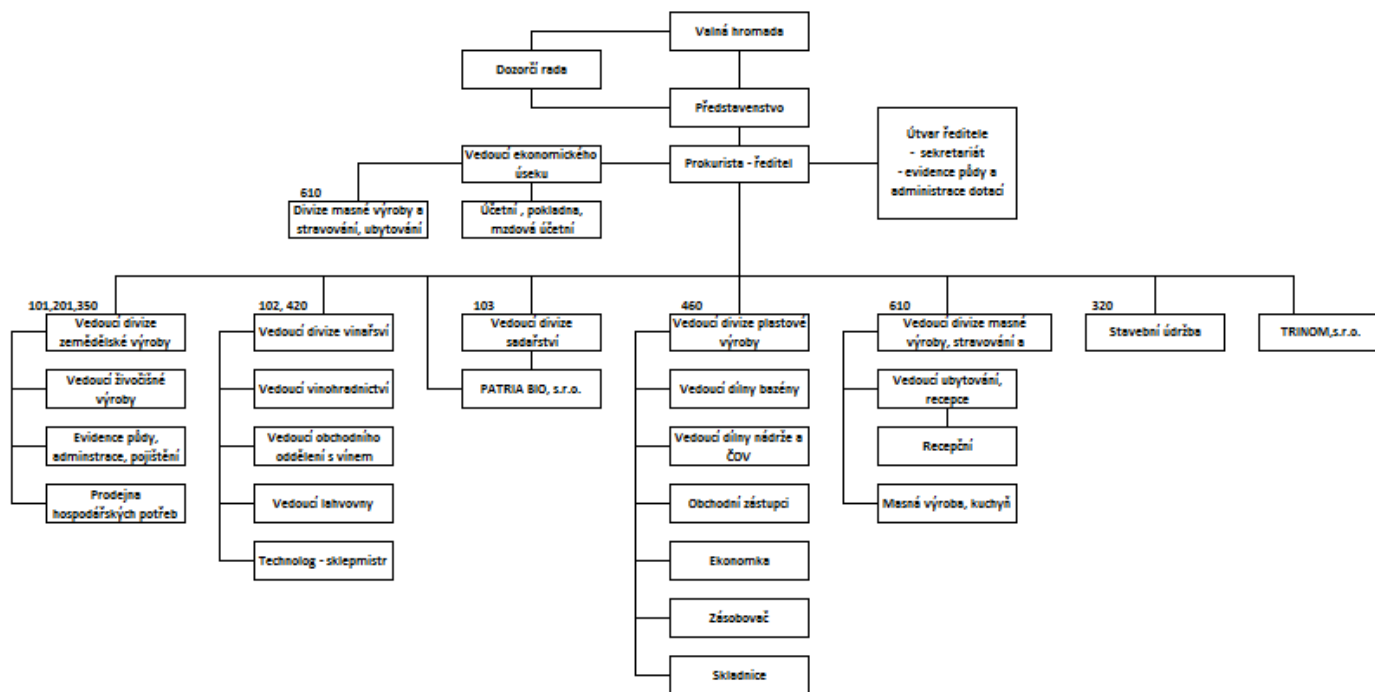 Valná hromada
Dozorčí rada
Představenstvo
Útvar ředitele
- sekretariát
- evidence půdy a
administrace dotací
Vedoucí ekonomického
úseku
Prokurista - ředitel
610
Divize masné výroby a
stravování, ubytování
Účetní , pokladna,
mzdová účetní
101,201,350
Vedoucí divize
zemědělské výroby
Vedoucí živočišné
výroby
Evidence půdy,
adminstrace, pojištění
Prodejna
hospodářských potřeb
102, 420
Vedoucí divize vinařsví
Vedoucí vinohradnictví
Vedoucí obchodního
oddělení s vínem
Vedoucí lahvovny
Technolog - sklepmistr
103
Vedoucí divize
sadařství
PATRIA BIO, s.r.o.
460
Vedoucí divize plastové
výroby
Vedoucí dílny bazény
Vedoucí dílny nádrže a
ČOV
Obchodní zástupci
Ekonomka
Zásobovač
Skladnice
610
Vedoucí divize masné
výroby, stravování a
Vedoucí ubytování,
recepce
Recepční
Masná výroba, kuchyň
320
Stavební údržba
TRINOM,s.r.o.